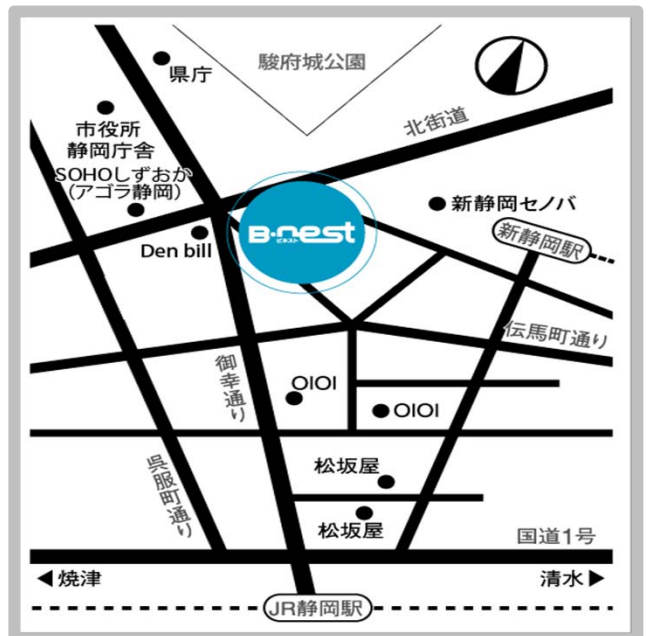 駿府城公園
県庁
北街道
市役所
静岡庁舎
SOHOしずおか
(アゴラ静岡)
新静岡セノバ
B・nest
ビネスト
Den bill
新静岡駅
伝馬町通り
御幸通り
OIOI
OIOI
呉服町通り
松坂屋
松坂屋
国道1号
◀焼津
清水▶
JR静岡駅